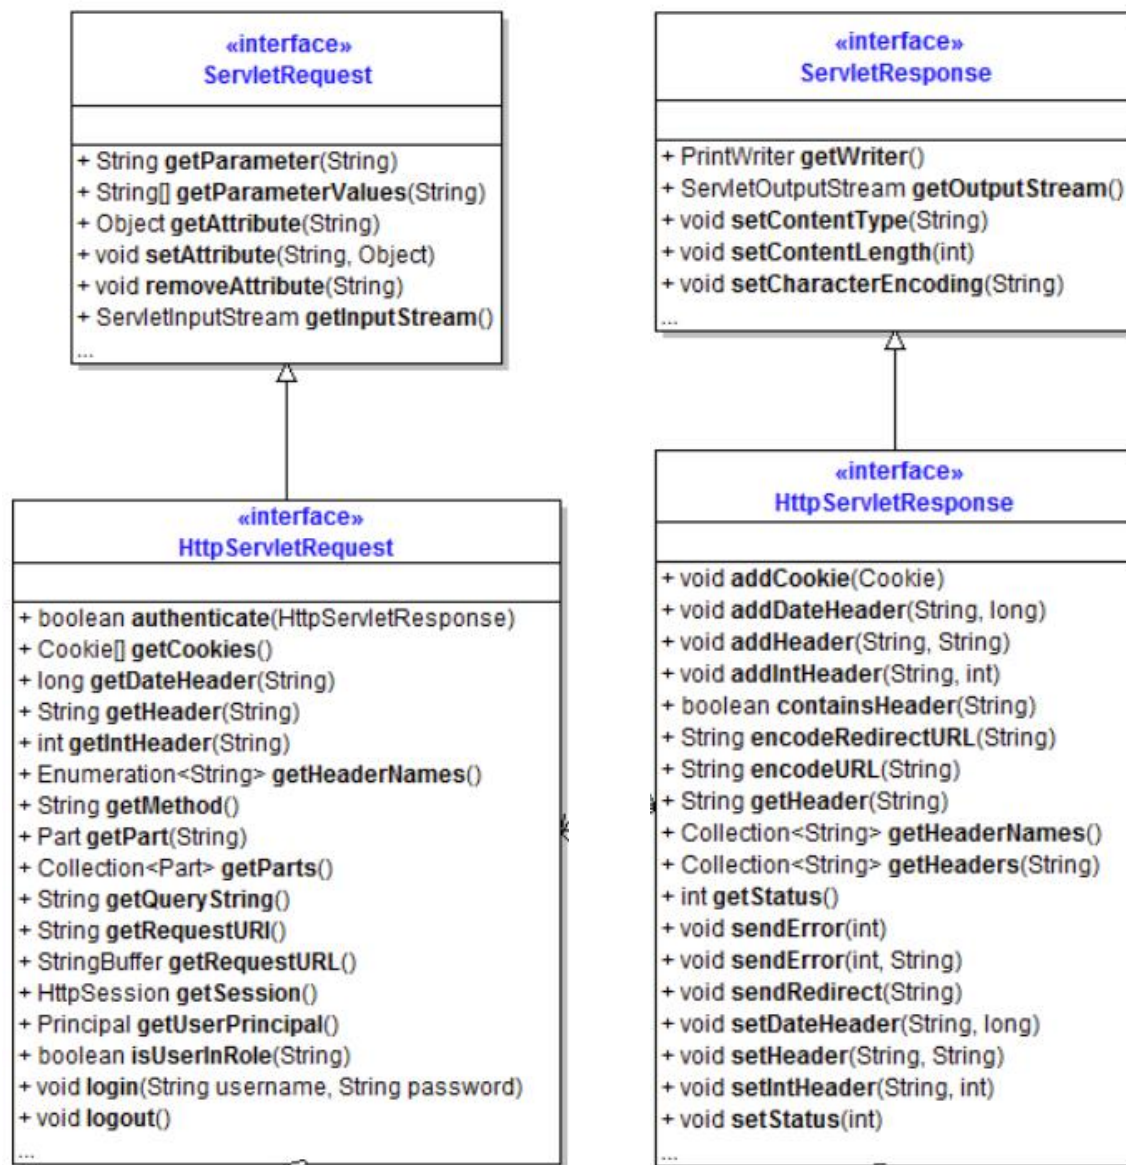 «interface»
ServletRequest
+ String getParameter(String)
+ String[] getParameterValues(String)
+ Object getAttribute(String)
+ void setAttribute(String, Object)
+ void removeAttribute(String)
+ ServletInputStream getInputStream()
...
«interface»
HttpServletRequest
+ boolean authenticate(HttpServletResponse)
+ Cookie[] getCookies()
+ long getDateHeader(String)
+ String getHeader(String)
+ int getIntHeader(String)
+ Enumeration<String> getHeaderNames()
+ String getMethod()
+ Part getPart(String)
+ Collection<Part> getParts()
+ String getQueryString()
+ String getRequestURI()
+ StringBuffer getRequestURL()
+ HttpSession getSession()
+ Principal getUserPrincipal()
+ boolean isUserInRole(String)
+ void login(String username, String password)
+ void logout()
...
«interface»
ServletResponse
+ PrintWriter getWriter()
+ ServletOutputStream getOutputStream()
+ void setContentType(String)
+ void setContentLength(int)
+ void setCharacterEncoding(String)
...
«interface»
HttpServletResponse
+ void addCookie(Cookie)
+ void addDateHeader(String, long)
+ void addHeader(String, String)
+ void addIntHeader(String, int)
+ boolean containsHeader(String)
+ String encodeRedirectURL(String)
+ String encodeURL(String)
+ String getHeader(String)
+ Collection<String> getHeaderNames()
+ Collection<String> getHeaders(String)
+ int getStatus()
+ void sendError(int)
+ void sendError(int, String)
+ void sendRedirect(String)
+ void setDateHeader(String, long)
+ void setHeader(String, String)
+ void setIntHeader(String, int)
+ void setStatus(int)
...